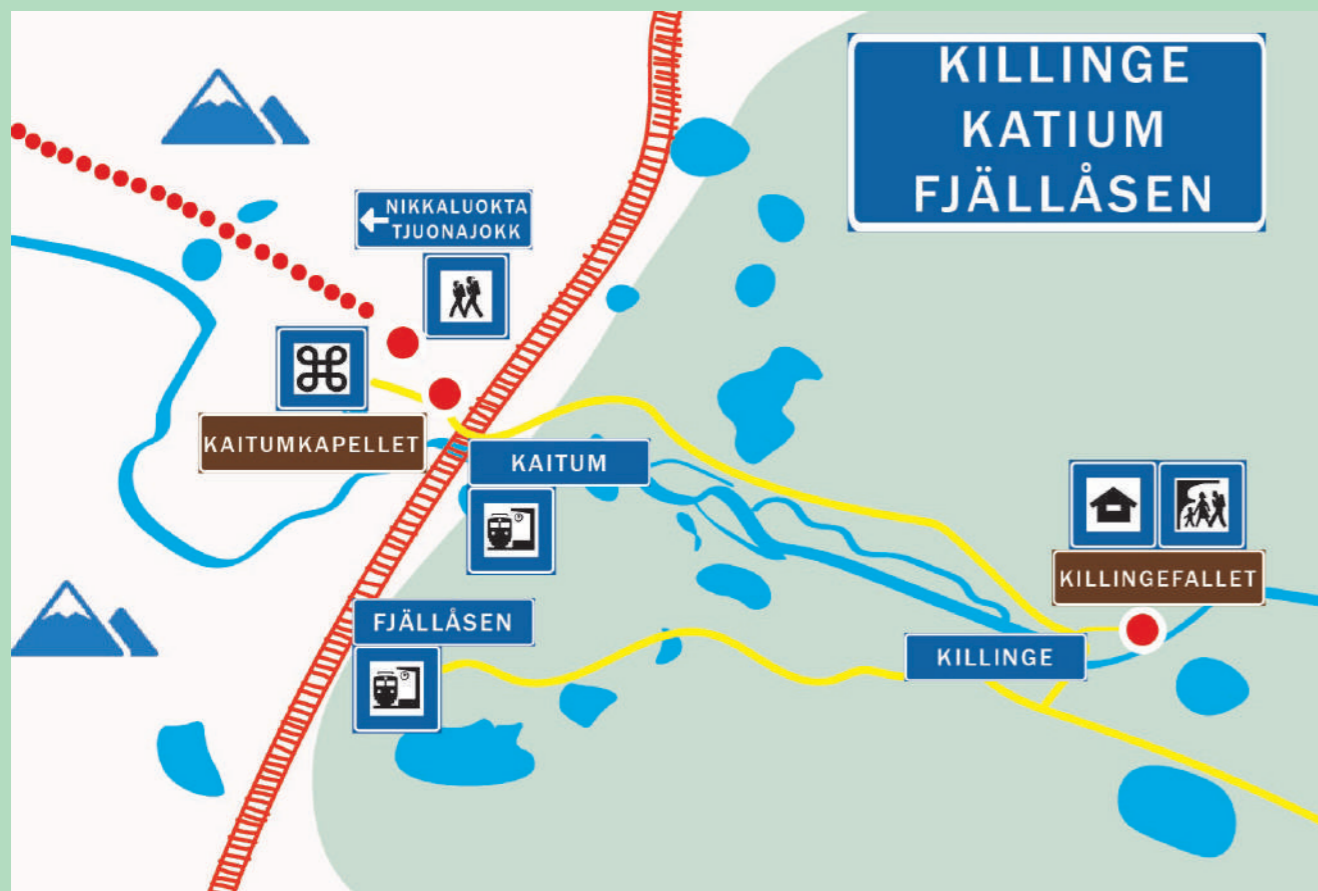 KILLINGE
KATIUM
FJÄLLÅSEN
NIKKALUOKTA
TJUONAJOKK
KAITUMKAPELLET
KAITUM
KILLINGEFALLET
FJÄLLÅSEN
KILLINGE